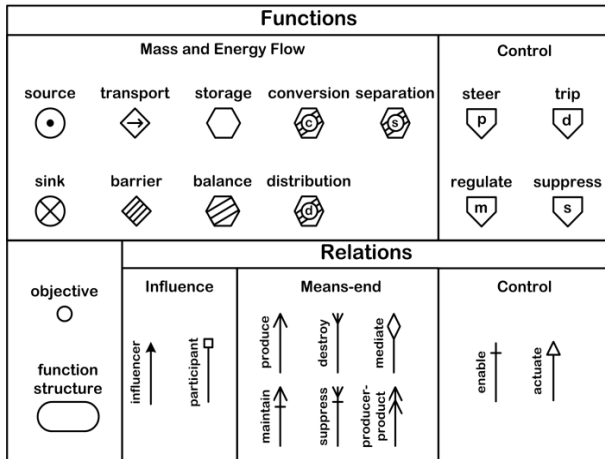 Functions
Mass and Energy Flow
Control
source transport storage conversion separation
c s
steer trip
p d
sink barrier balance distribution
d
regulate suppress
m s
Relations
objective
function
structure
Influence
influencer
participant
Means-end
produce
destroy
mediate
maintain
suppress
producer-
product
Control
enable
actuate